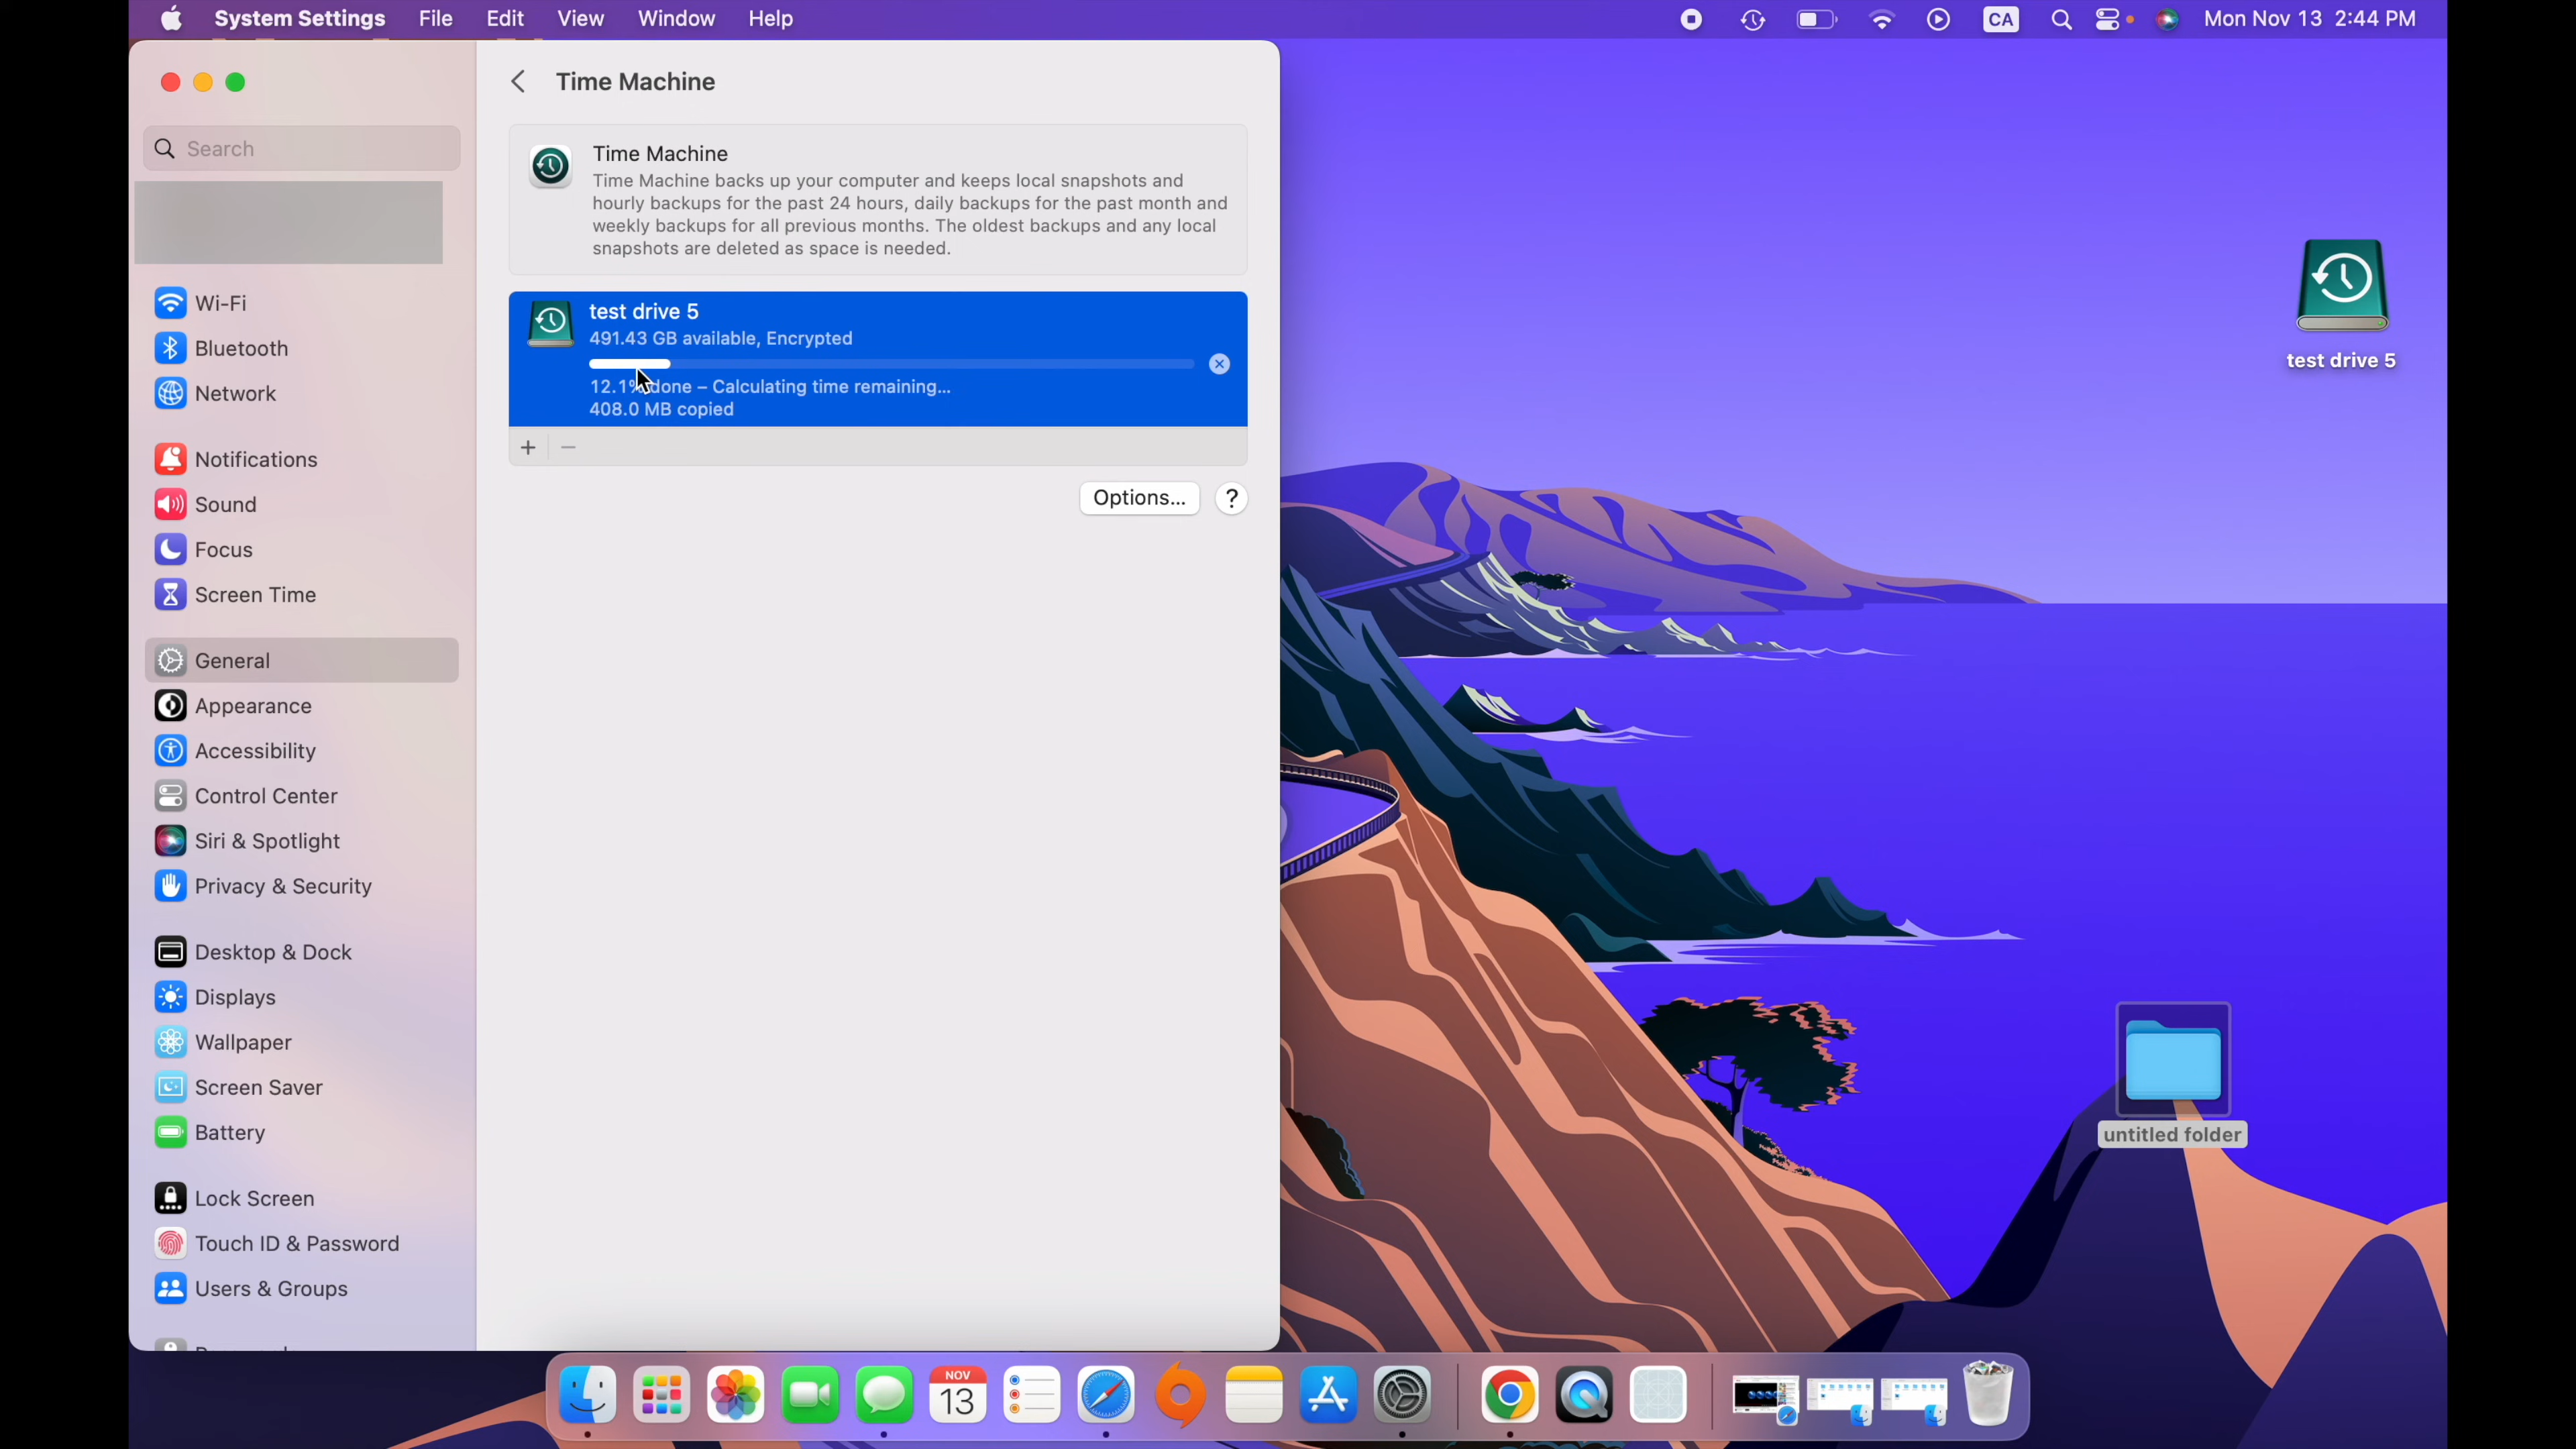 System Settings File Edit View Window Help
CA Mon Nov 13 2:44 PM
Time Machine
Search
Time Machine
Time Machine backs up your computer and keeps local snapshots and
hourly backups for the past 24 hours, daily backups for the past month and
weekly backups for all previous months. The oldest backups and any local
snapshots are deleted as space is needed.
test drive 5
491.43 GB available, Encrypted
12.1% done – Calculating time remaining...
408.0 MB copied
+ −
Options... ?
Wi-Fi
Bluetooth
Network
Notifications
Sound
Focus
Screen Time
General
Appearance
Accessibility
Control Center
Siri & Spotlight
Privacy & Security
Desktop & Dock
Displays
Wallpaper
Screen Saver
Battery
Lock Screen
Touch ID & Password
Users & Groups
test drive 5
untitled folder
NOV
13